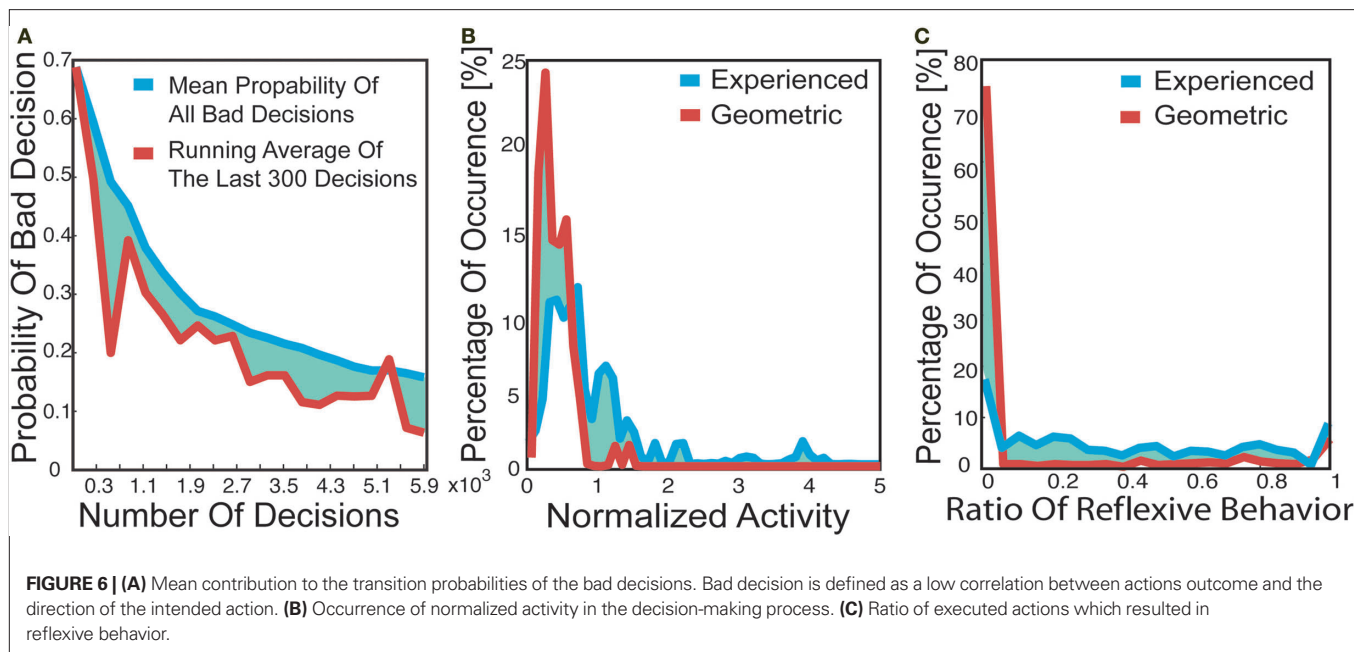 A
Probability Of Bad Decision
0.7
0.6
0.5
0.4
0.3
0.2
0.1
0
Mean Propability Of
All Bad Decisions
Running Average Of
The Last 300 Decisions
0.3 1.1 1.9 2.7 3.5 4.3 5.1 5.9 x10³
Number Of Decisions
B
Percentage Of Occurence [%]
25
20
15
10
5
0
Experienced
Geometric
0 1 2 3 4 5
Normalized Activity
C
Percentage Of Occurence [%]
80
70
60
50
40
30
20
10
0
Experienced
Geometric
0 0.2 0.4 0.6 0.8 1
Ratio Of Reflexive Behavior
FIGURE 6 | (A) Mean contribution to the transition probabilities of the bad decisions. Bad decision is defined as a low correlation between actions outcome and the
direction of the intended action. (B) Occurrence of normalized activity in the decision-making process. (C) Ratio of executed actions which resulted in
reflexive behavior.